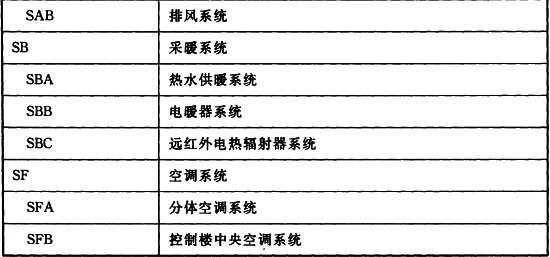 SAB 排风系统
SB 采暖系统
SBA 热水供暖系统
SBB 电暖器系统
SBC 远红外电热辐射器系统
SF 空调系统
SFA 分体空调系统
SFB 控制楼中央空调系统